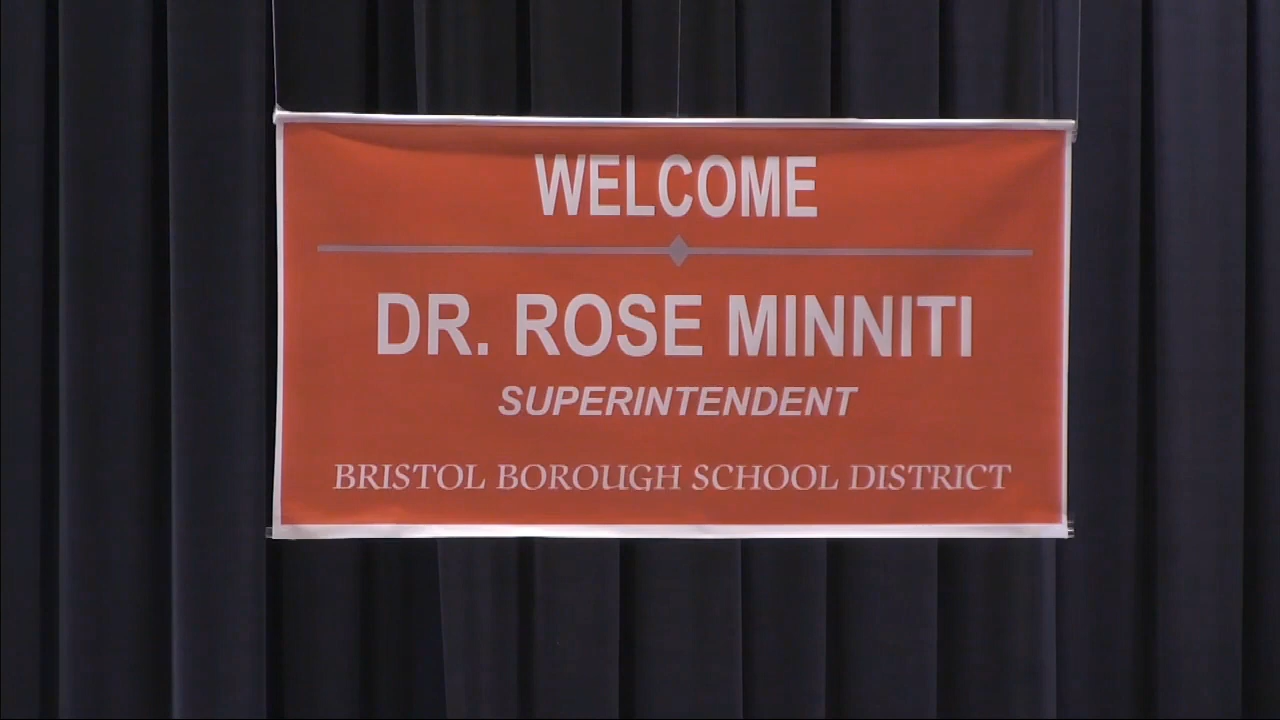 WELCOME
DR. ROSE MINNITI
SUPERINTENDENT
BRISTOL BOROUGH SCHOOL DISTRICT